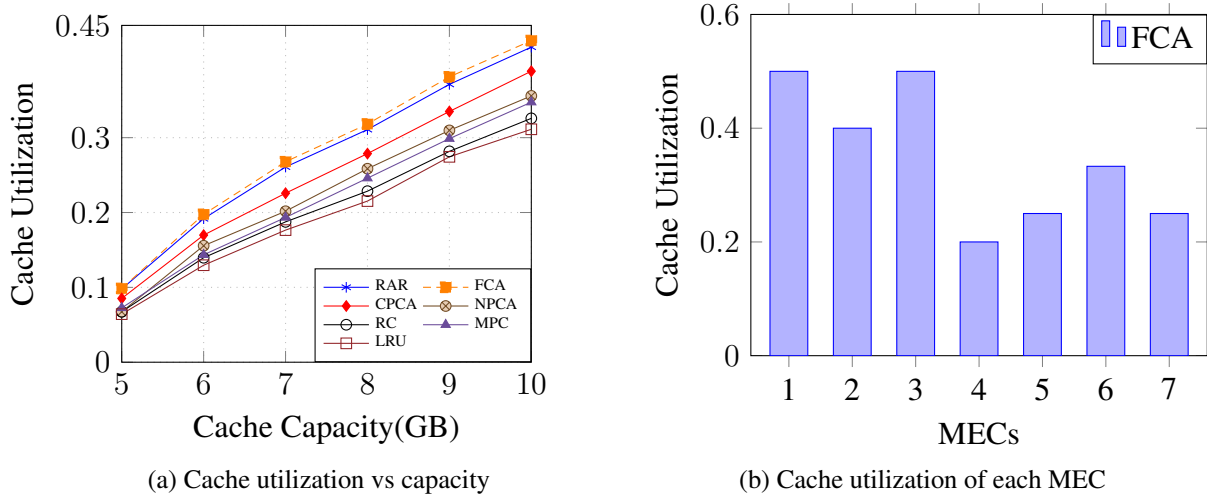 0.45
0.3
0.2
0.1
0
Cache Utilization
5 6 7 8 9 10
Cache Capacity(GB)
RAR FCA
CPCA NPCA
RC MPC
LRU
(a) Cache utilization vs capacity
0.6
0.4
0.2
0
Cache Utilization
FCA
1 2 3 4 5 6 7
MECs
(b) Cache utilization of each MEC